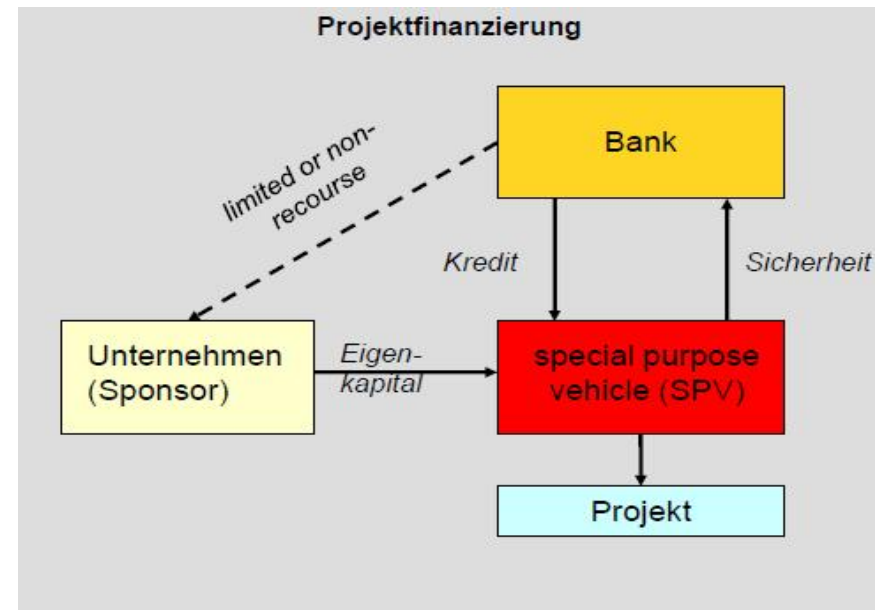 Projektfinanzierung
Bank
limited or non-
recourse
Kredit
Sicherheit
Unternehmen
(Sponsor)
Eigen-
kapital
special purpose
vehicle (SPV)
Projekt